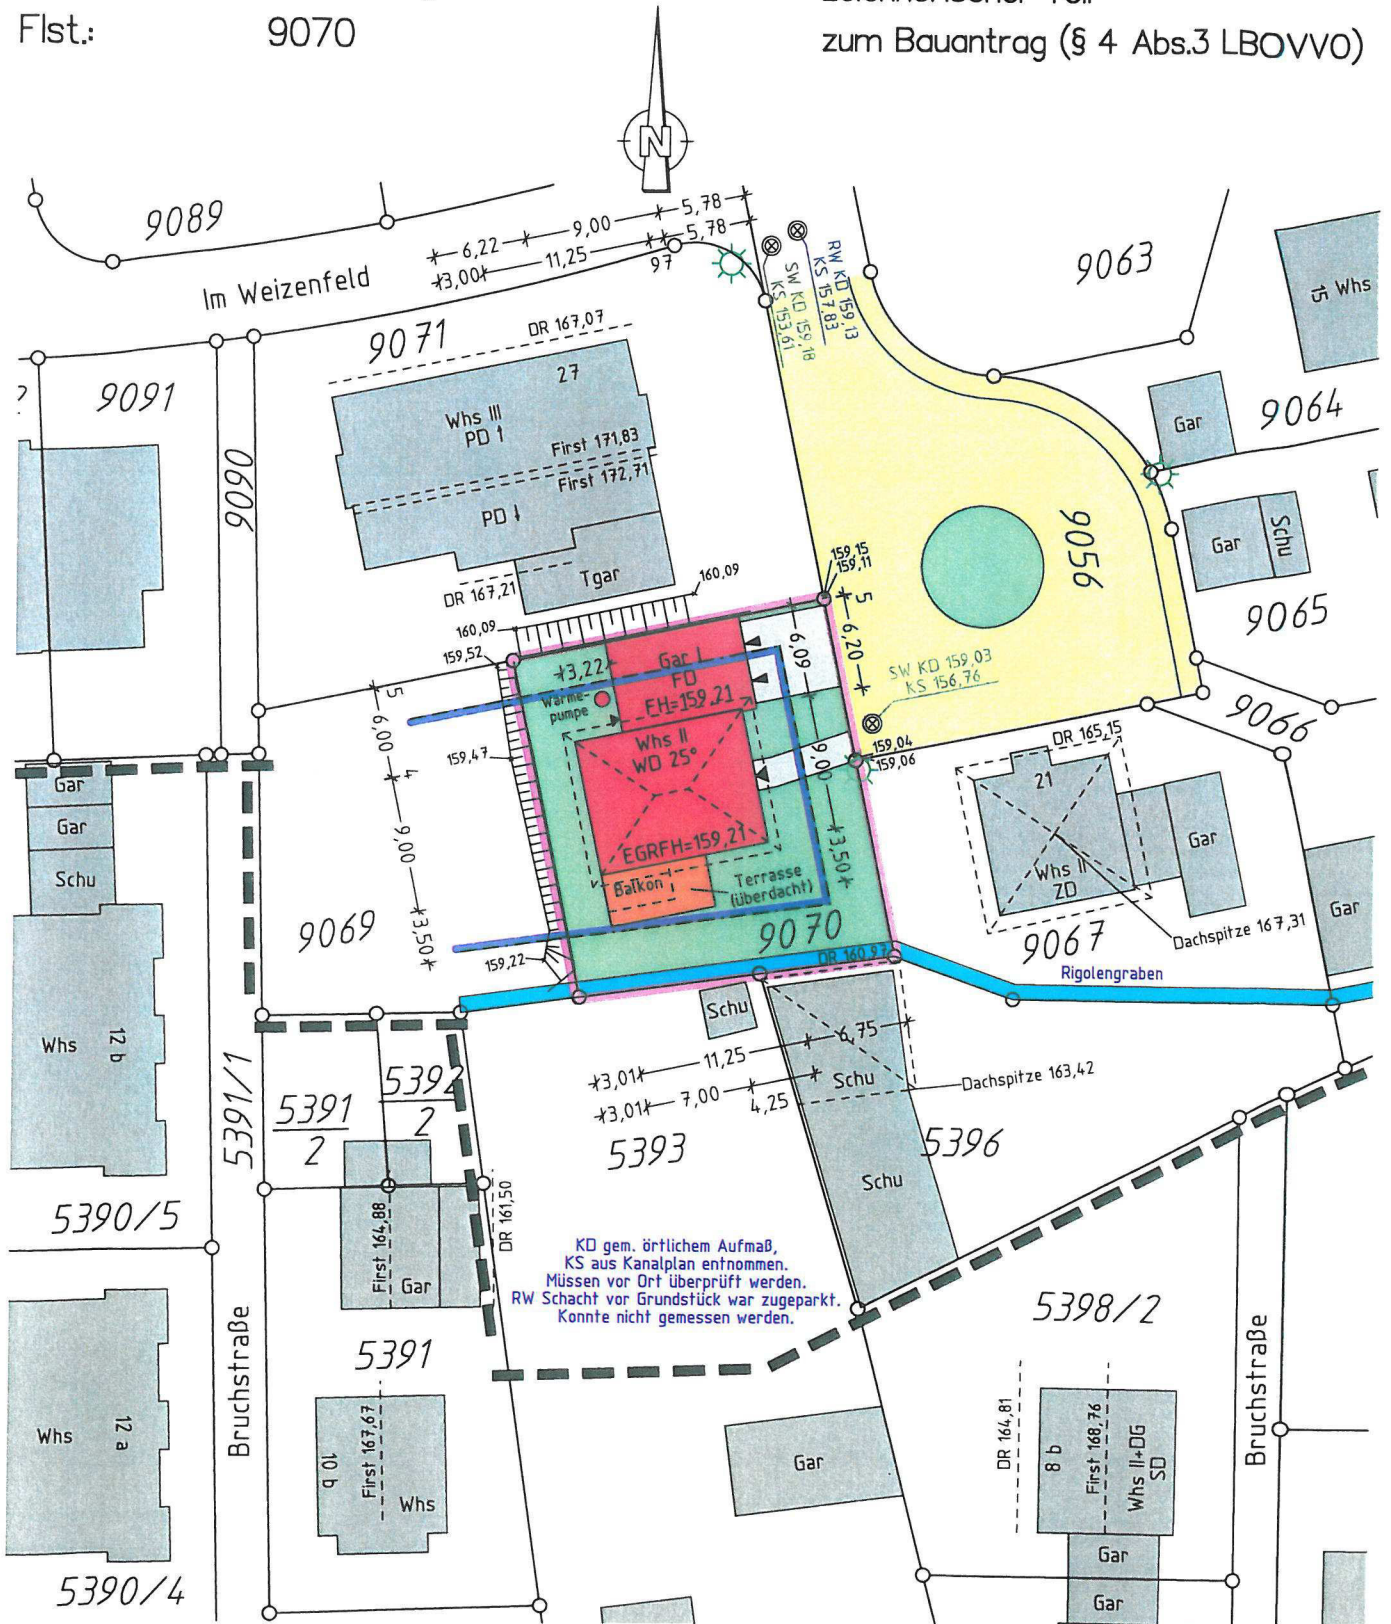 Flst.:
9070
zum Bauantrag (§ 4 Abs.3 LBOVVO)
N
9089
6,22
9,00
5,78
3,00
11,25
5,78
97
Im Weizenfeld
SW KD 159,18
KS 153,61
RW KD 159,13
KS 157,83
9063
15 Whs
9071
DR 167,07
27
Whs III
PD
First 171,83
First 172,71
PD
Tgar
DR 167,21
9091
9090
Gar
9064
Gar
Schu
9065
9056
160,09
160,09
159,52
159,15
159,11
5
6,20
6,09
3,22
Gar I
FD
EH=159,21
Wärme-
pumpe
Whs II
WD 25°
EGRFH=159,21
9,00
3,50
Balkon
Terrasse
(überdacht)
9070
DR 160,97
SW KD 159,03
KS 156,76
159,04
159,06
9066
DR 165,15
21
Whs II
ZD
Gar
Gar
9067
Dachspitze 167,31
Rigolengraben
5
6,00
4
9,00
3,50
159,47
159,22
9069
Gar
Gar
Schu
Whs
12 b
5391/1
5391
2
5392
2
Schu
3,01
11,25
6,75
3,01
7,00
4,25
Schu
Dachspitze 163,42
5393
5396
Schu
5390/5
First 164,88
Gar
DR 161,50
KD gem. örtlichem Aufmaß,
KS aus Kanalplan entnommen.
Müssen vor Ort überprüft werden.
RW Schacht vor Grundstück war zugeparkt.
Konnte nicht gemessen werden.
5398/2
5391
Bruchstraße
Bruchstraße
Whs
12 a
10 b
First 167,67
Whs
Gar
DR 164,81
8 b
First 168,76
Whs II+DG
SD
Gar
Gar
5390/4